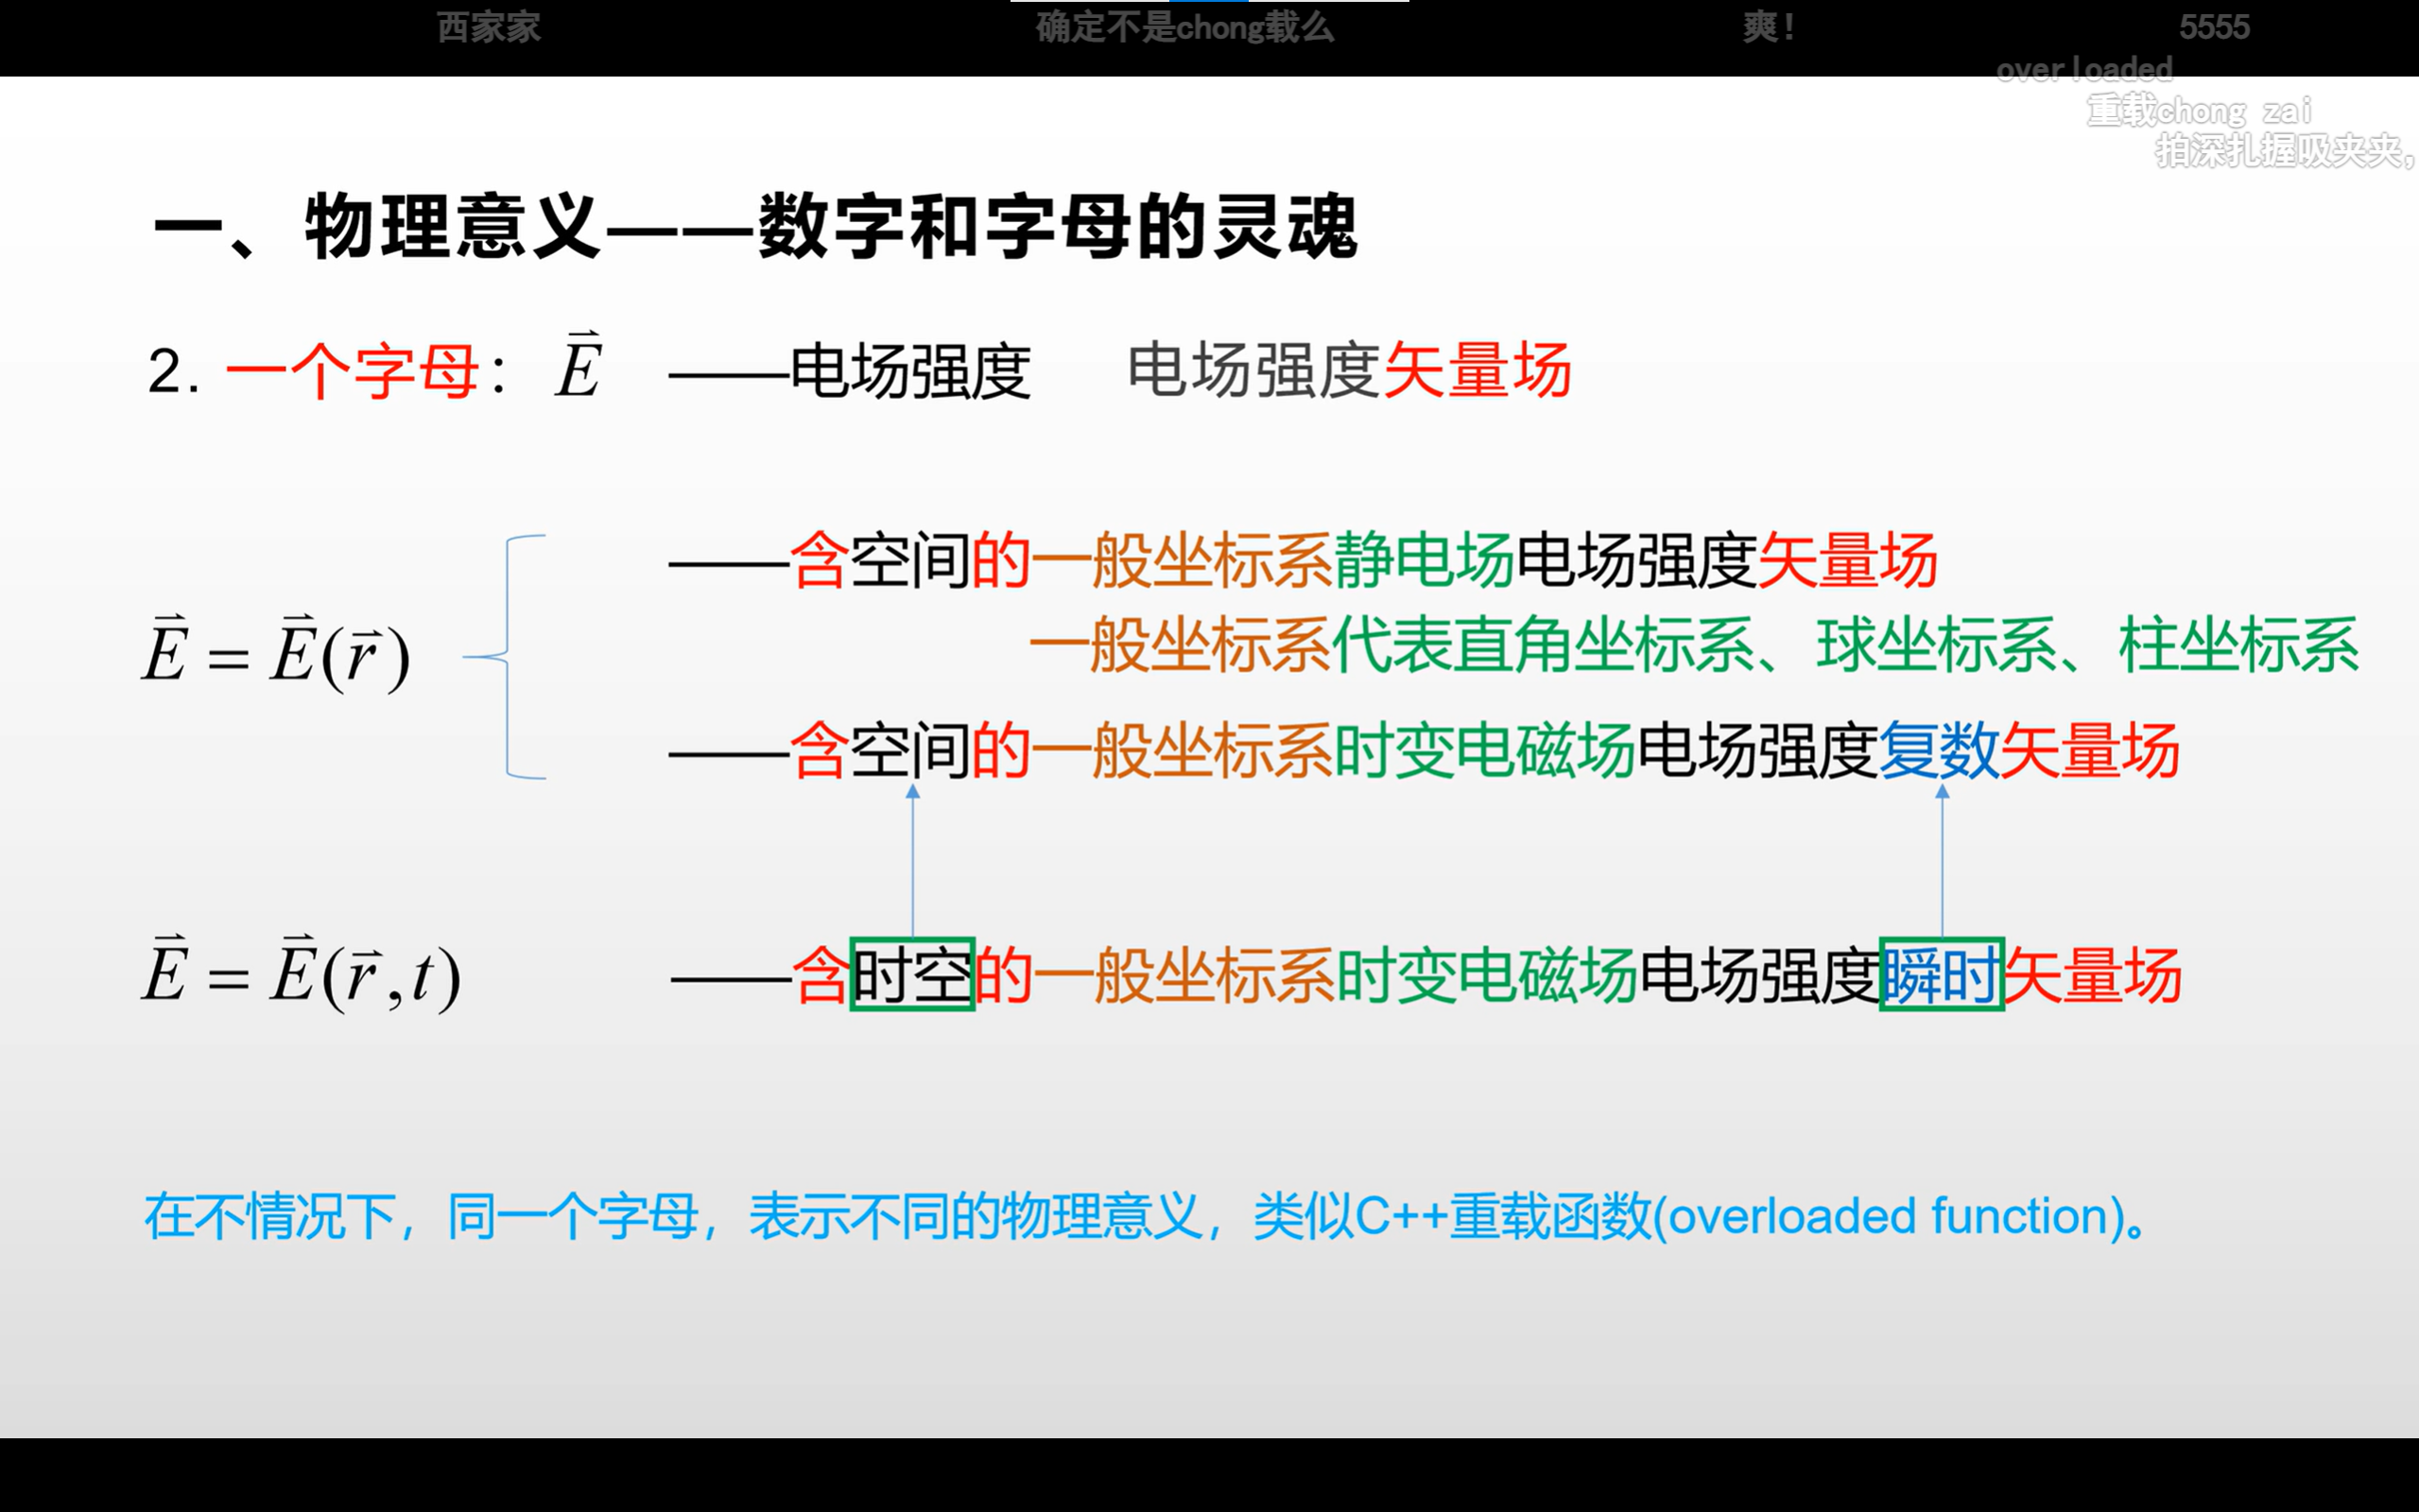 西家家 确定不是chong载么 爽！ 5555
overloaded
重载chong zai
拍深扎握吸夹夹,
一、物理意义——数字和字母的灵魂
2. 一个字母： E⃗ ——电场强度 电场强度矢量场
——含空间的一般坐标系静电场电场强度矢量场
一般坐标系代表直角坐标系、球坐标系、柱坐标系
E⃗ = E⃗(r⃗)
——含空间的一般坐标系时变电磁场电场强度复数矢量场
E⃗ = E⃗(r⃗,t) ——含时空的一般坐标系时变电磁场电场强度瞬时矢量场
在不情况下，同一个字母，表示不同的物理意义，类似C++重载函数(overloaded function)。